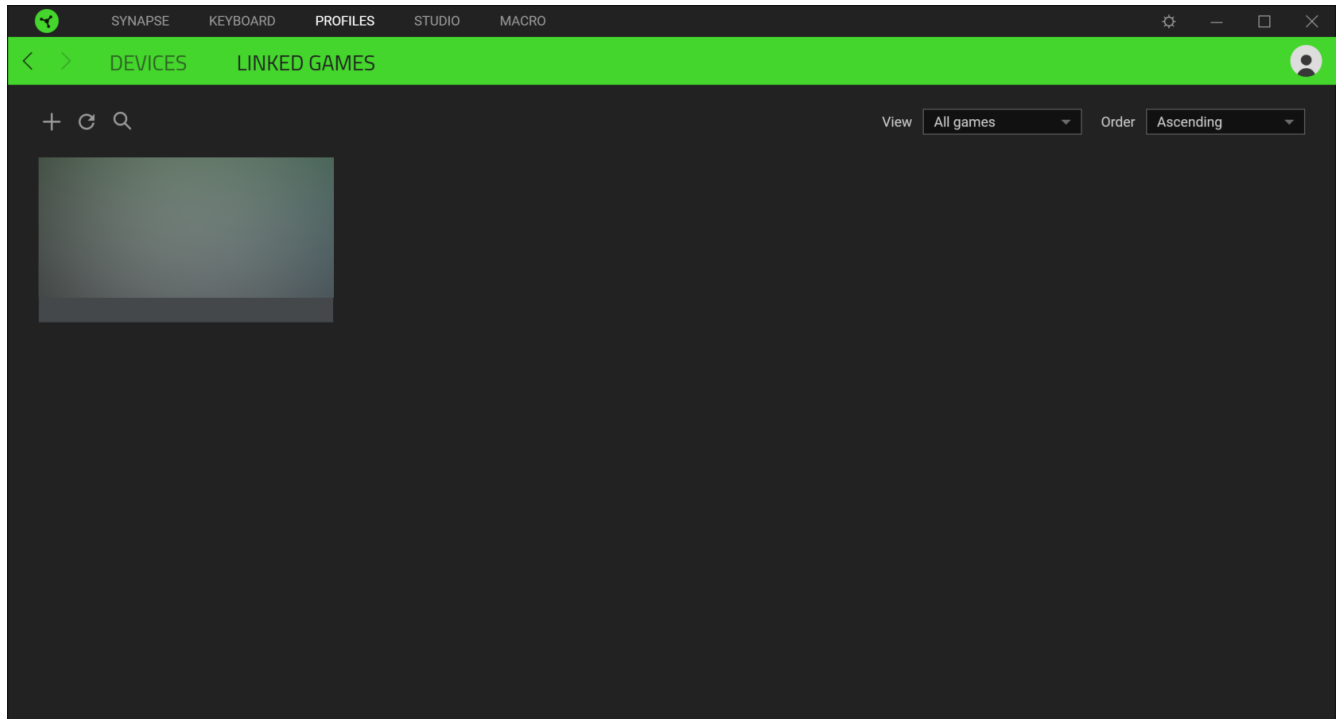 SYNAPSE KEYBOARD PROFILES STUDIO MACRO
DEVICES LINKED GAMES
View All games Order Ascending